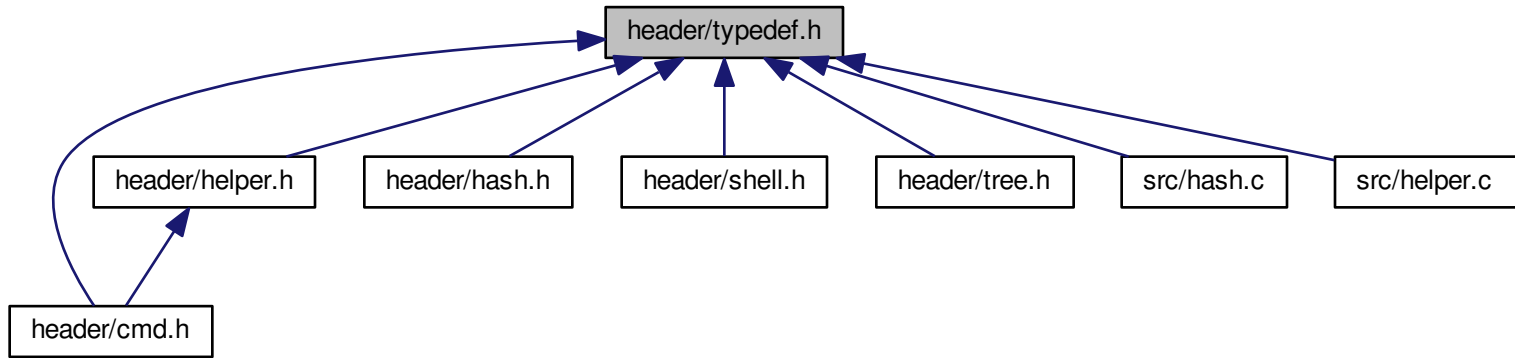 header/typedef.h
header/helper.h
header/hash.h
header/shell.h
header/tree.h
src/hash.c
src/helper.c
header/cmd.h